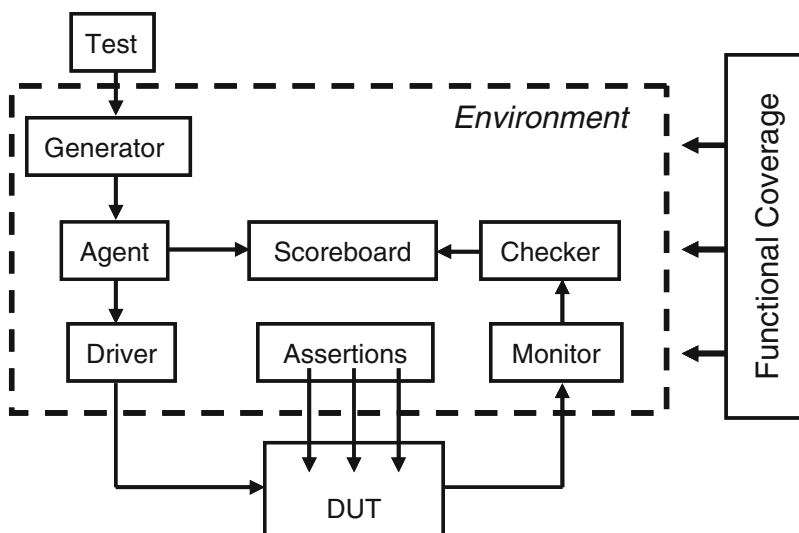 Test
Environment
Generator
Agent
Scoreboard
Checker
Driver
Assertions
Monitor
DUT
Functional Coverage